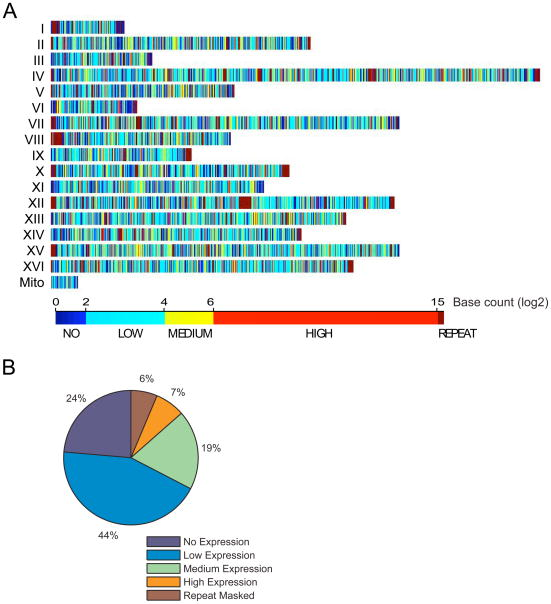 A
I
II
III
IV
V
VI
VII
VIII
IX
X
XI
XII
XIII
XIV
XV
XVI
Mito
0 2 4 6 15 Base count (log2)
NO LOW MEDIUM HIGH REPEAT
B
6%
7%
24%
19%
44%
No Expression
Low Expression
Medium Expression
High Expression
Repeat Masked